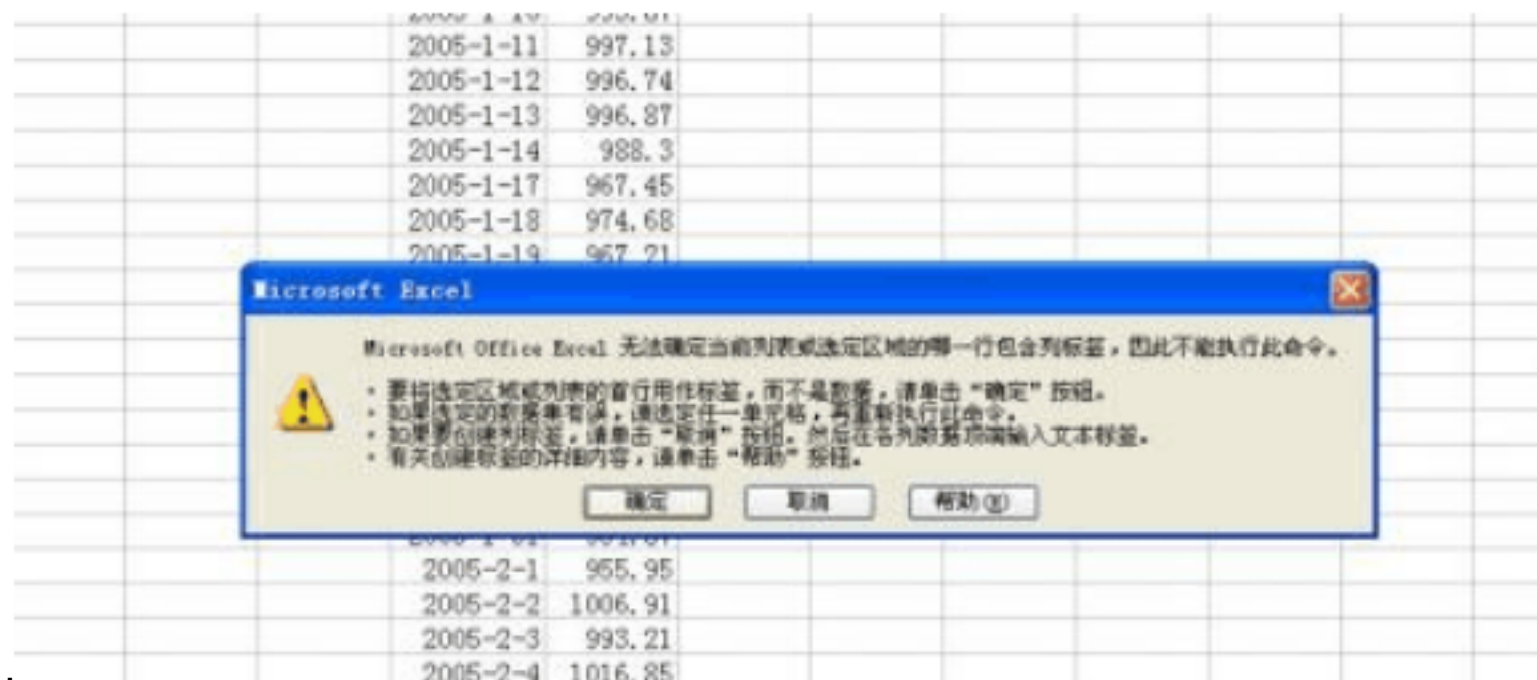 2005-1-11 997.13
2005-1-12 996.74
2005-1-13 996.87
2005-1-14 988.3
2005-1-17 967.45
2005-1-18 974.68
2005-1-19 967.21
Microsoft Excel
Microsoft Office Excel 无法确定当前列表或选定区域的哪一行包含列标签，因此不能执行此命令。
· 要将选定区域或列表的首行用作标签，而不是数据，请单击“确定”按钮。
· 如果选定的数据集有误，请选定任一单元格，再重新执行此命令。
· 如果要创建列标签，请单击“取消”按钮。然后在各列数据顶端输入文本标签。
· 有关创建标签的详细内容，请单击“帮助”按钮。
确定 取消 帮助(H)
2005-2-1 955.95
2005-2-2 1006.91
2005-2-3 993.21
2005-2-4 1016.85